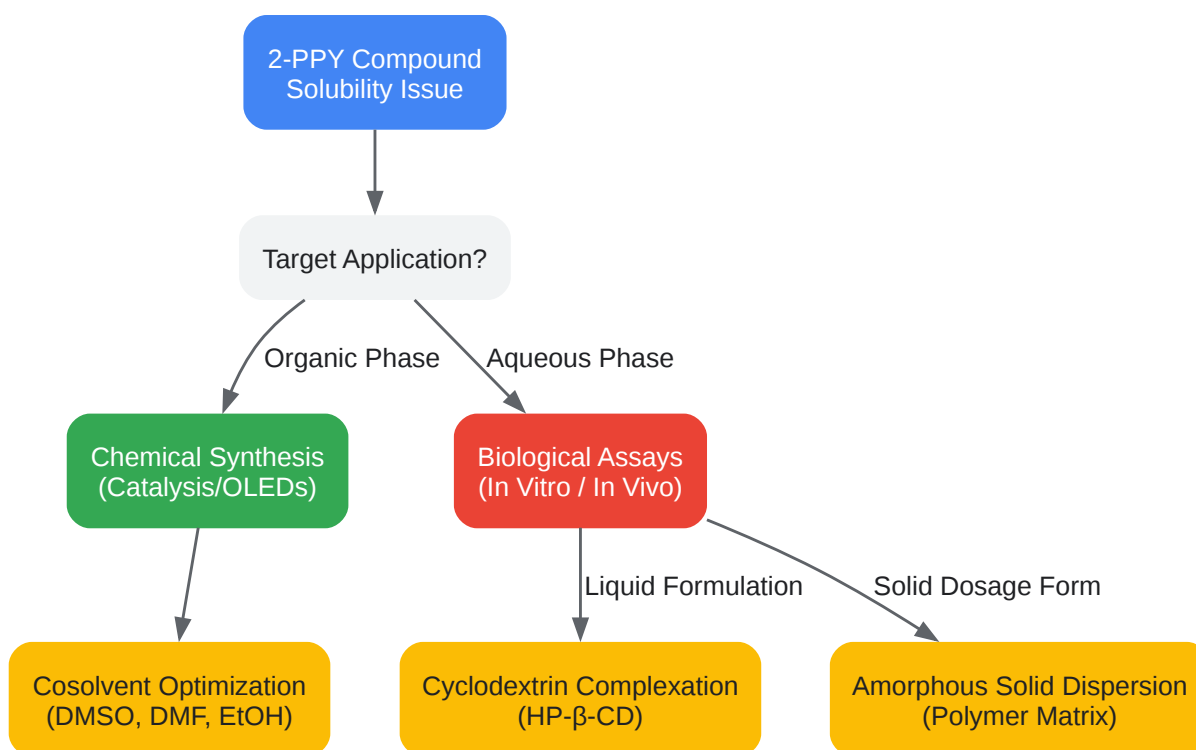 2-PPY Compound
Solubility Issue
Target Application?
Organic Phase
Aqueous Phase
Chemical Synthesis
(Catalysis/OLEDs)
Biological Assays
(In Vitro / In Vivo)
Liquid Formulation
Solid Dosage Form
Cosolvent Optimization
(DMSO, DMF, EtOH)
Cyclodextrin Complexation
(HP-β-CD)
Amorphous Solid Dispersion
(Polymer Matrix)